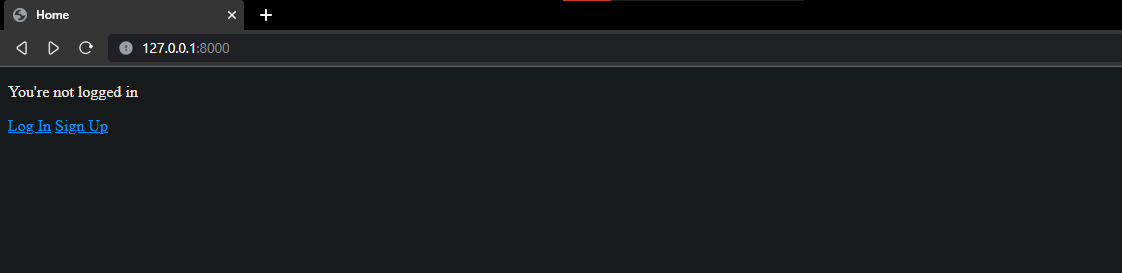 Home
127.0.0.1:8000
You're not logged in
Log In Sign Up